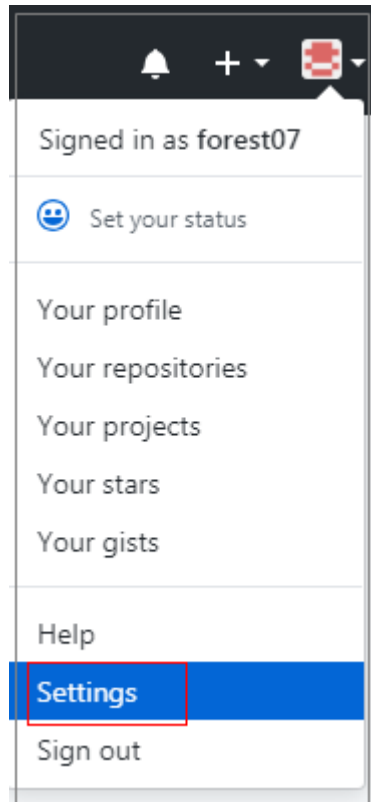 Signed in as forest07
Set your status
Your profile
Your repositories
Your projects
Your stars
Your gists
Help
Settings
Sign out